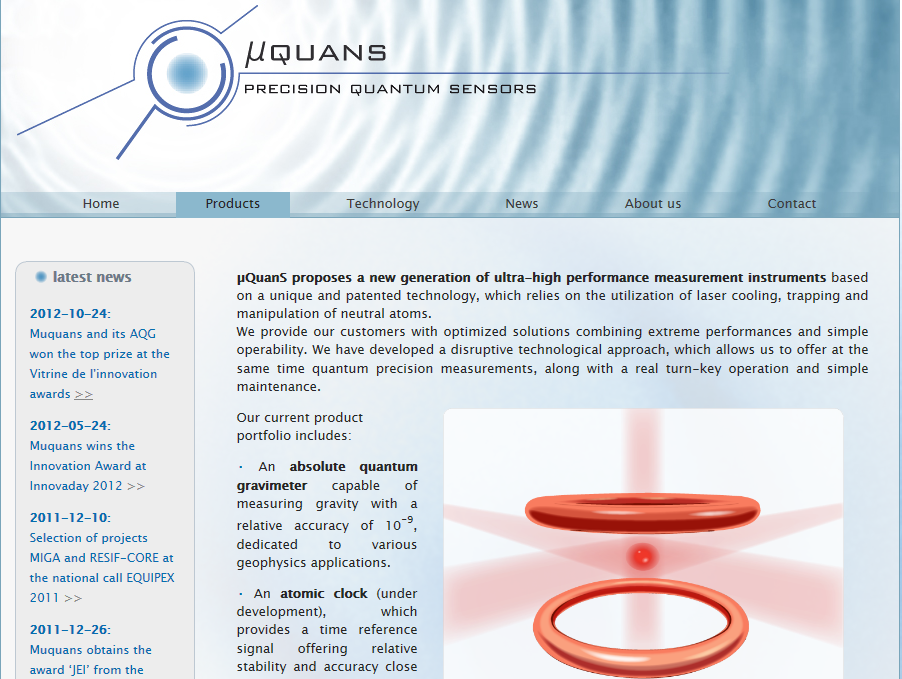 μQUANS
PRECISION QUANTUM SENSORS
Home
Products
Technology
News
About us
Contact
latest news
2012-10-24:
Muquans and its AQG
won the top prize at the
Vitrine de l'innovation
awards >>
2012-05-24:
Muquans wins the
Innovation Award at
Innovaday 2012 >>
2011-12-10:
Selection of projects
MIGA and RESIF-CORE at
the national call EQUIPEX
2011 >>
2011-12-26:
Muquans obtains the
award ‘JEI’ from the
μQuanS proposes a new generation of ultra-high performance measurement instruments based
on a unique and patented technology, which relies on the utilization of laser cooling, trapping and
manipulation of neutral atoms.
We provide our customers with optimized solutions combining extreme performances and simple
operability. We have developed a disruptive technological approach, which allows us to offer at the
same time quantum precision measurements, along with a real turn-key operation and simple
maintenance.
Our current product
portfolio includes:
· An absolute quantum
gravimeter capable of
measuring gravity with a
relative accuracy of 10⁻⁹,
dedicated to various
geophysics applications.
· An atomic clock (under
development), which
provides a time reference
signal offering relative
stability and accuracy close